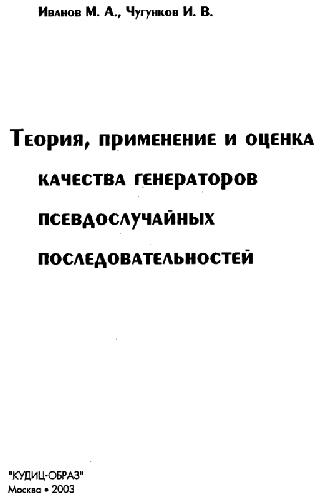 Иванов М. А., Чугунков И. В.
Теория, применение и оценка
качества генераторов
псевдослучайных
последовательностей
"КУДИЦ-ОБРАЗ"
Москва • 2003